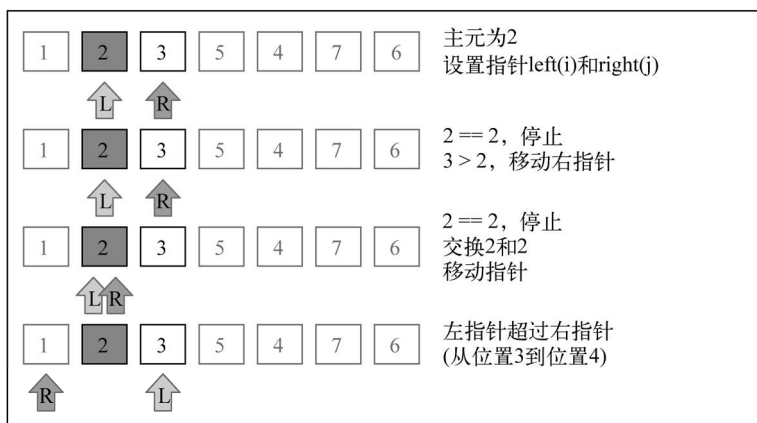 1 2 3 5 4 7 6
主元为2
设置指针left(i)和right(j)
L R
1 2 3 5 4 7 6
2 == 2，停止
3 > 2，移动右指针
L R
1 2 3 5 4 7 6
2 == 2，停止
交换2和2
移动指针
L R
1 2 3 5 4 7 6
左指针超过右指针
(从位置3到位置4)
R L